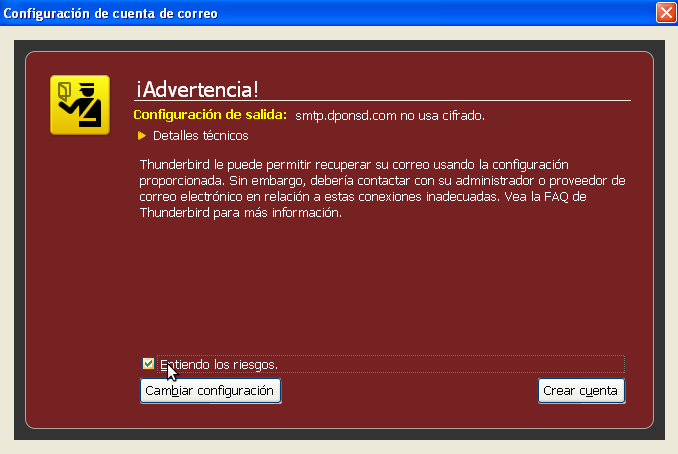 Configuración de cuenta de correo
¡Advertencia!
Configuración de salida: smtp.dponsd.com no usa cifrado.
Detalles técnicos
Thunderbird le puede permitir recuperar su correo usando la configuración
proporcionada. Sin embargo, debería contactar con su administrador o proveedor de
correo electrónico en relación a estas conexiones inadecuadas. Vea la FAQ de
Thunderbird para más información.
Entiendo los riesgos.
Cambiar configuración
Crear cuenta